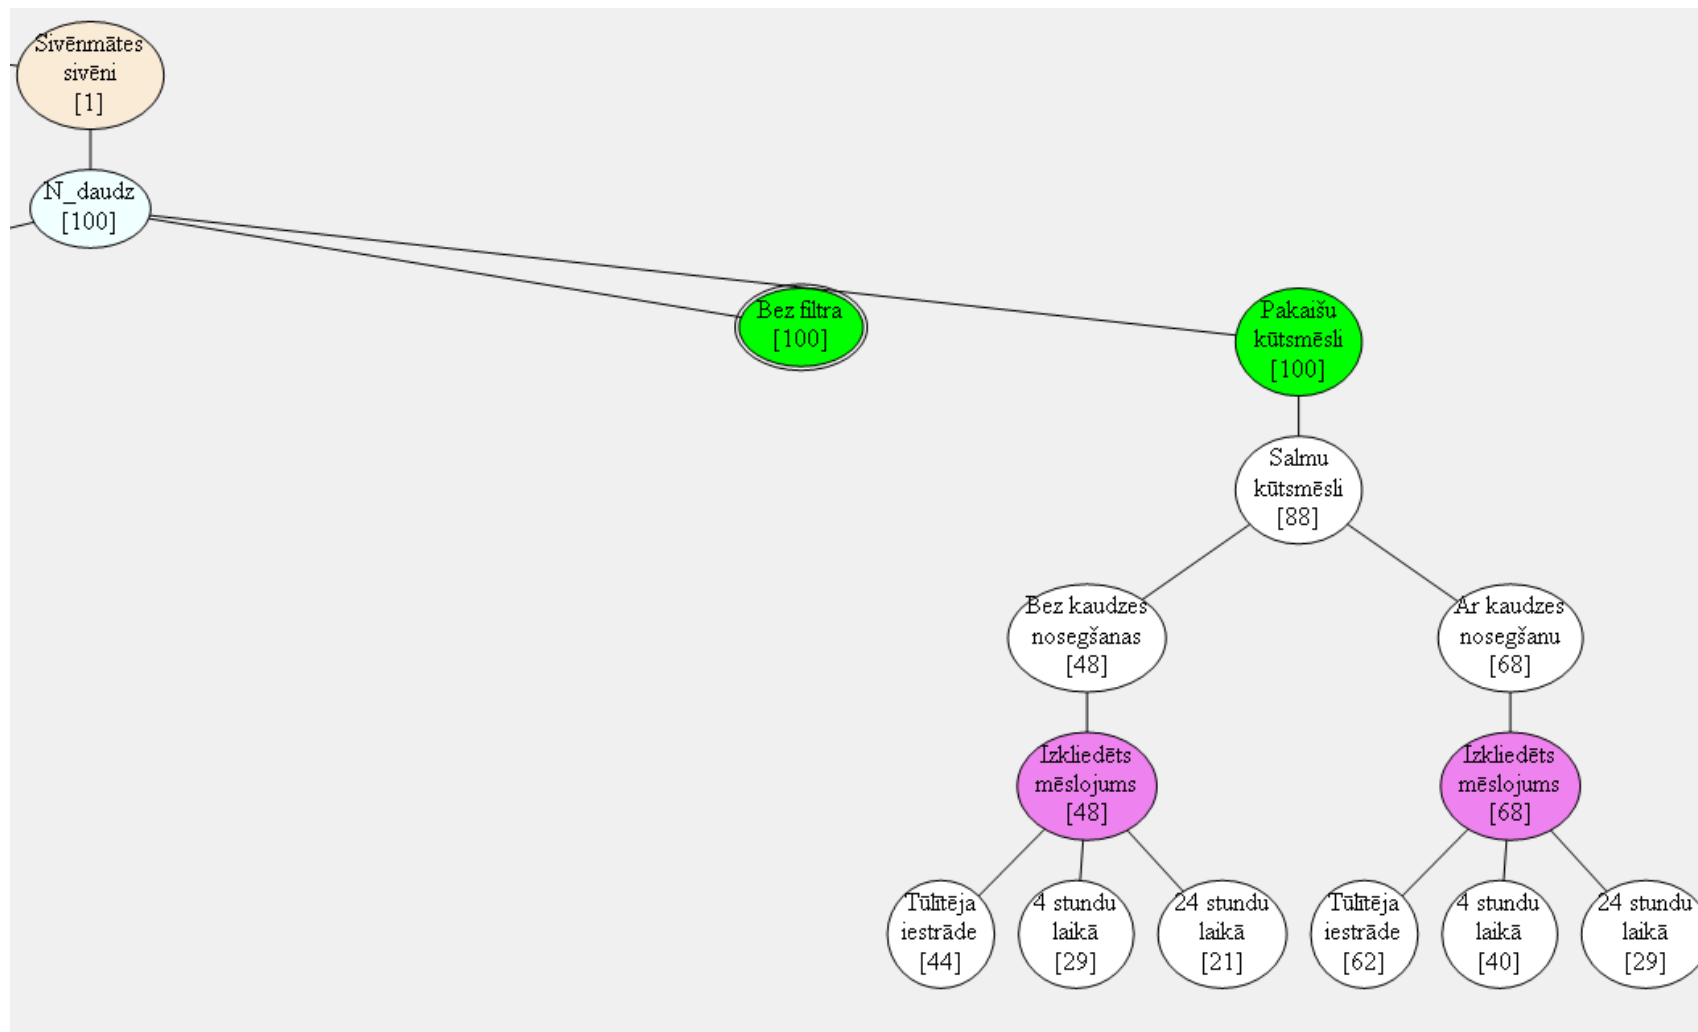 Sivēnmātes
sivēni
[1]
N_daudz
[100]
Bez filtra
[100]
Pakaišu
kūtsmēsli
[100]
Salmu
kūtsmēsli
[88]
Bez kaudzes
nosegšanas
[48]
Ar kaudzes
nosegšanu
[68]
Izkliedēts
mēslojums
[48]
Izkliedēts
mēslojums
[68]
Tūlītēja
iestrāde
[44]
4 stundu
laikā
[29]
24 stundu
laikā
[21]
Tūlītēja
iestrāde
[62]
4 stundu
laikā
[40]
24 stundu
laikā
[29]